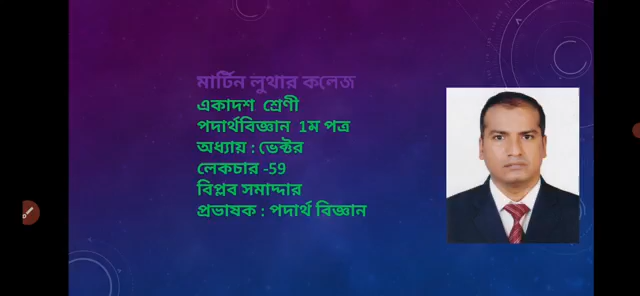 মার্টিন লুথার কলেজ
একাদশ শ্রেণী
পদার্থবিজ্ঞান 1ম পত্র
অধ্যায় : ভেক্টর
লেকচার -59
বিপ্লব সমাদ্দার
প্রভাষক : পদার্থ বিজ্ঞান